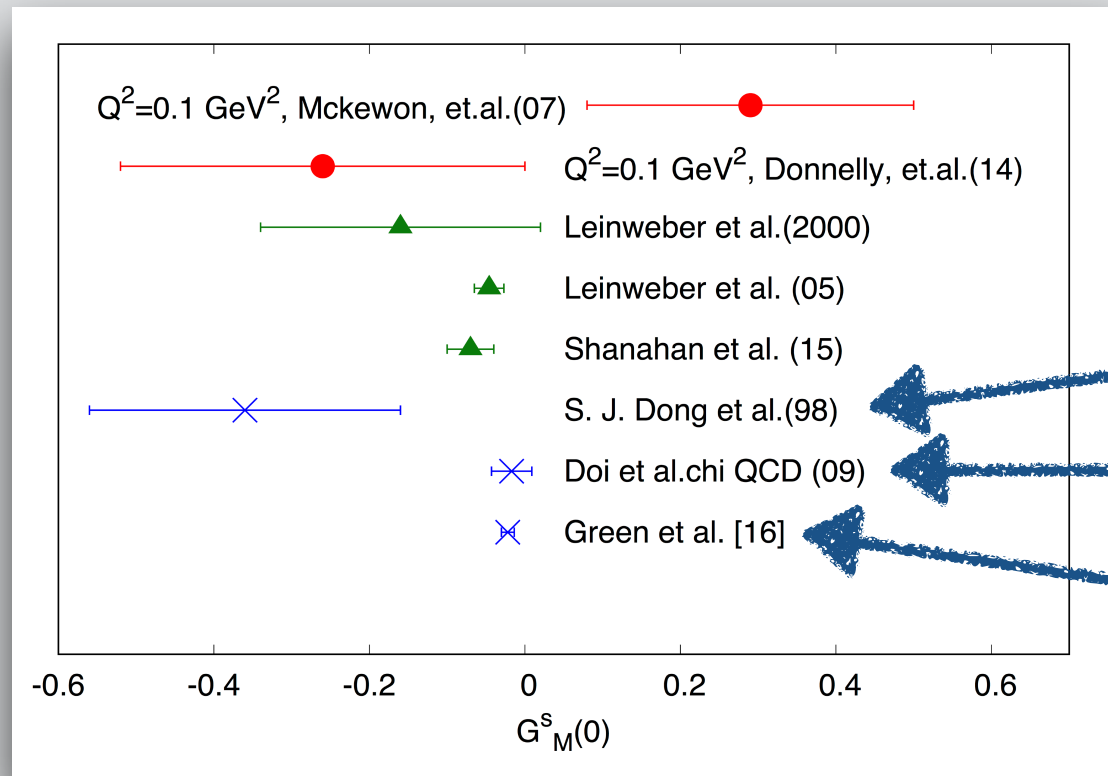 Q²=0.1 GeV², Mckewon, et.al.(07)
Q²=0.1 GeV², Donnelly, et.al.(14)
Leinweber et al.(2000)
Leinweber et al. (05)
Shanahan et al. (15)
S. J. Dong et al.(98)
Doi et al.chi QCD (09)
Green et al. [16]
-0.6 -0.4 -0.2 0 0.2 0.4 0.6
Gˢ_M(0)